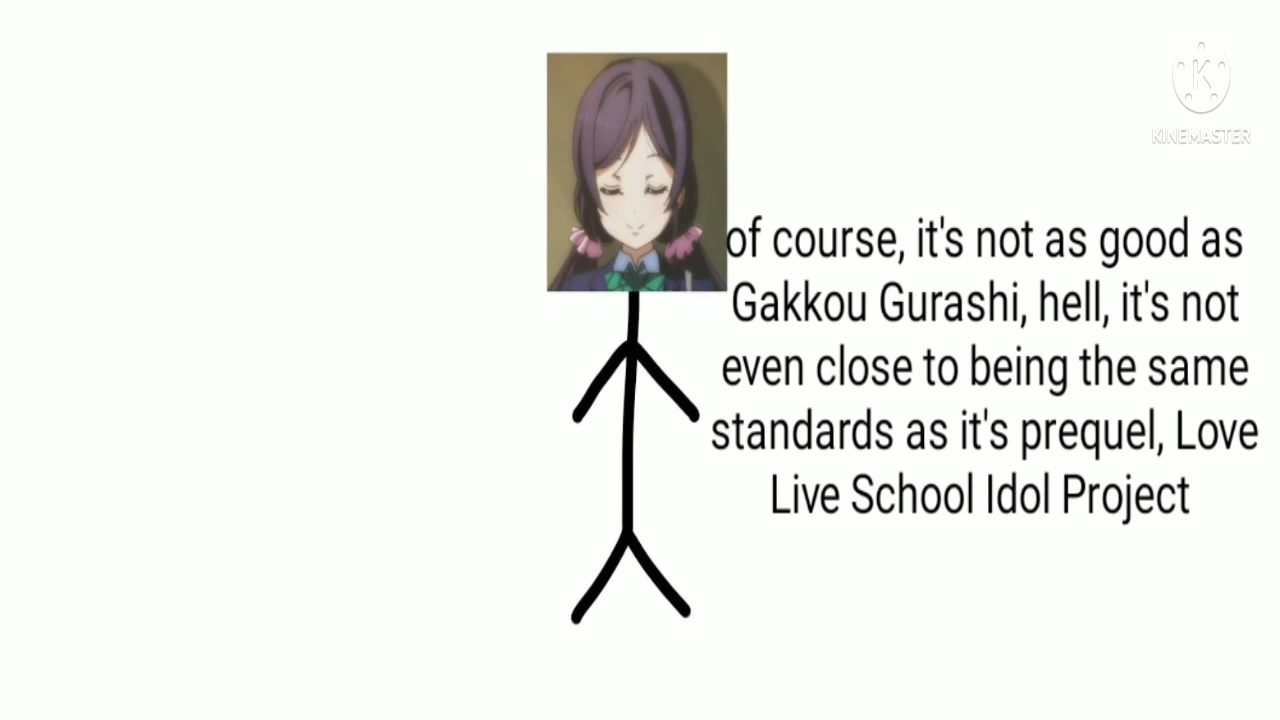 KINEMASTER
of course, it's not as good as
Gakkou Gurashi, hell, it's not
even close to being the same
standards as it's prequel, Love
Live School Idol Project